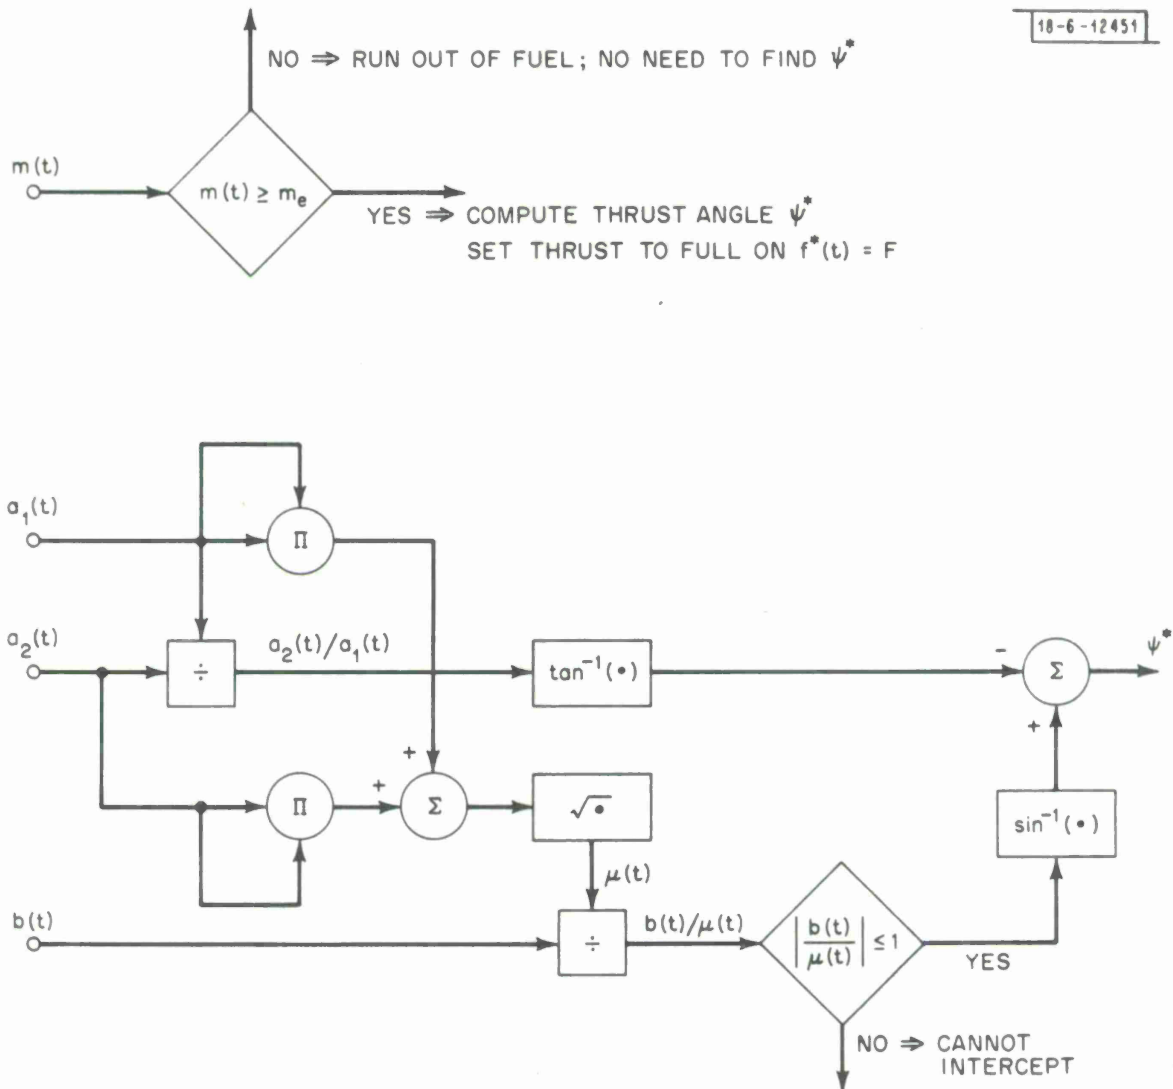 18-6-12451
NO ⇒ RUN OUT OF FUEL; NO NEED TO FIND ψ*
m(t)
m(t) ≥ mₑ
YES ⇒ COMPUTE THRUST ANGLE ψ*
SET THRUST TO FULL ON f*(t) = F
a₁(t)
Π
a₂(t)
÷
a₂(t)/a₁(t)
tan⁻¹(•)
-
Σ
ψ*
+
Π
+
+
Σ
√•
sin⁻¹(•)
μ(t)
b(t)
÷
b(t)/μ(t)
|b(t)/μ(t)| ≤ 1
YES
NO ⇒ CANNOT
INTERCEPT